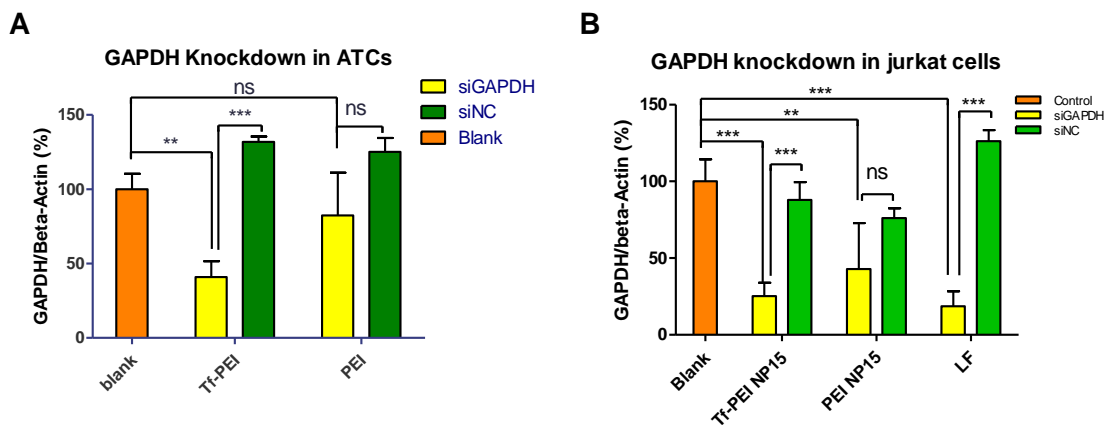 A
GAPDH Knockdown in ATCs
siGAPDH
siNC
Blank
ns
***
**
ns
GAPDH/Beta-Actin (%)
150
100
50
0
blank
Tf-PEI
PEI
B
GAPDH knockdown in jurkat cells
Control
siGAPDH
siNC
***
***
**
***
***
ns
GAPDH/beta-Actin (%)
150
100
50
0
Blank
Tf-PEI NP15
PEI NP15
LF